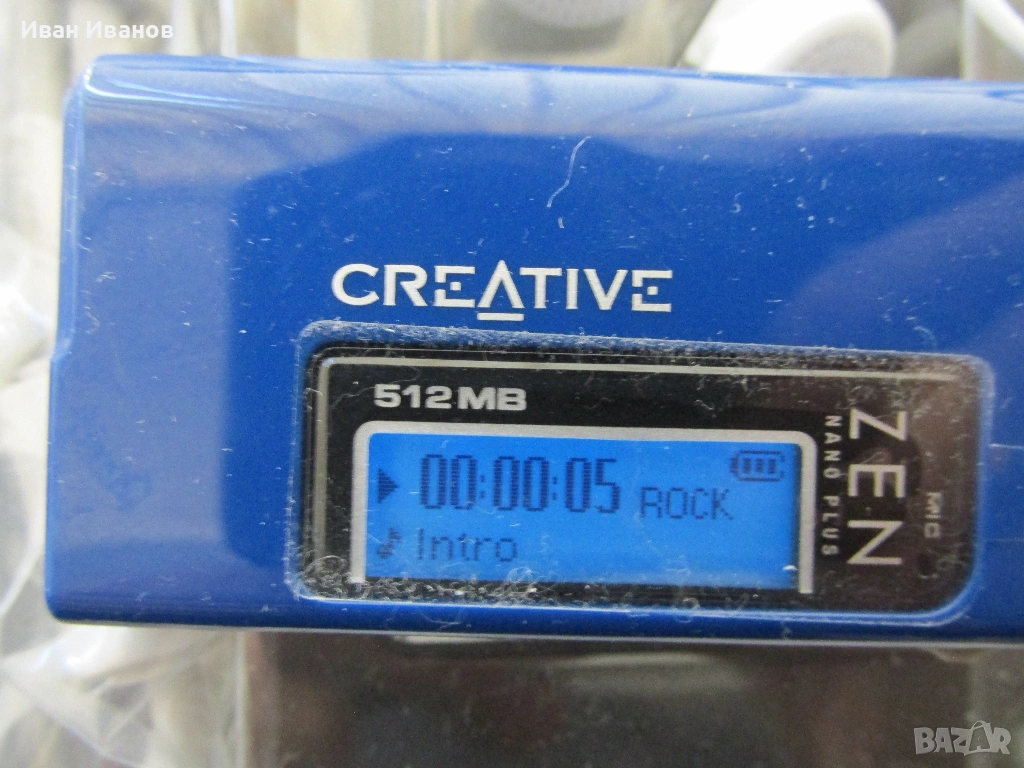 Иван Иванов
CREATIVE
512MB
00:00:05 ROCK
Intro
ZEN
NANO PLUS
MIC
BAZAR